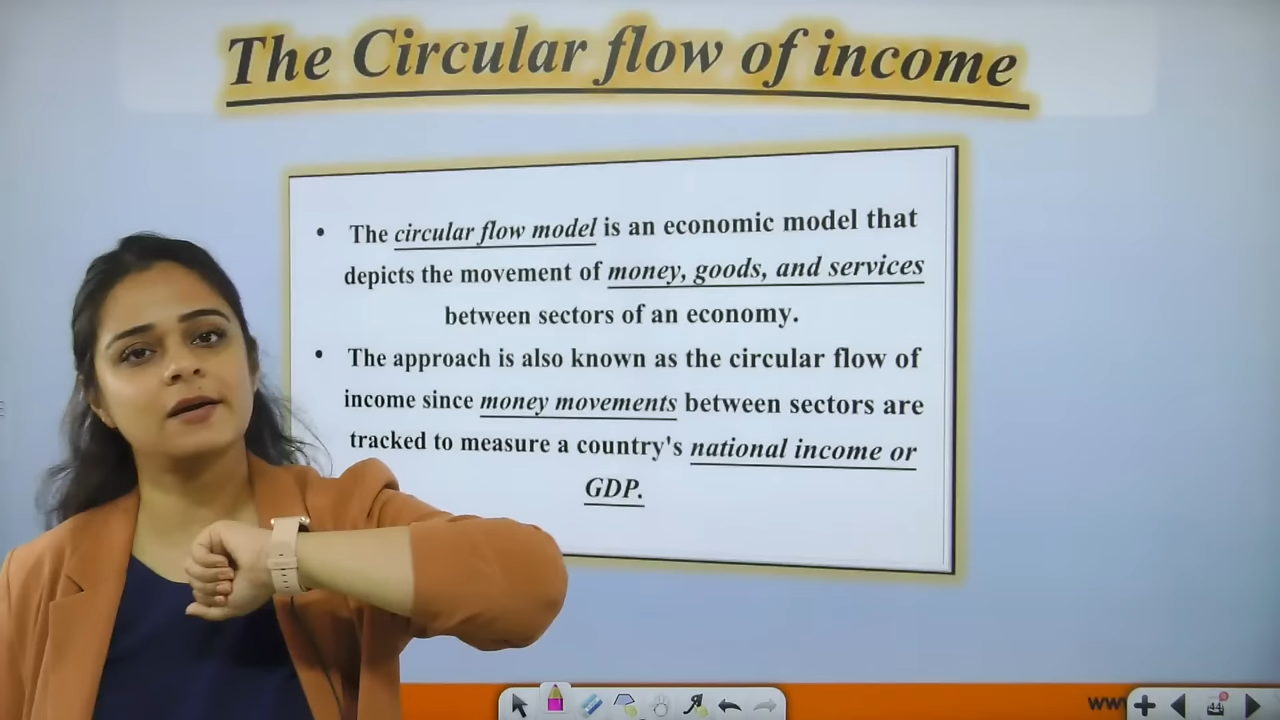 The Circular flow of income
• The circular flow model is an economic model that
depicts the movement of money, goods, and services
between sectors of an economy.
• The approach is also known as the circular flow of
income since money movements between sectors are
tracked to measure a country's national income or
GDP.
44